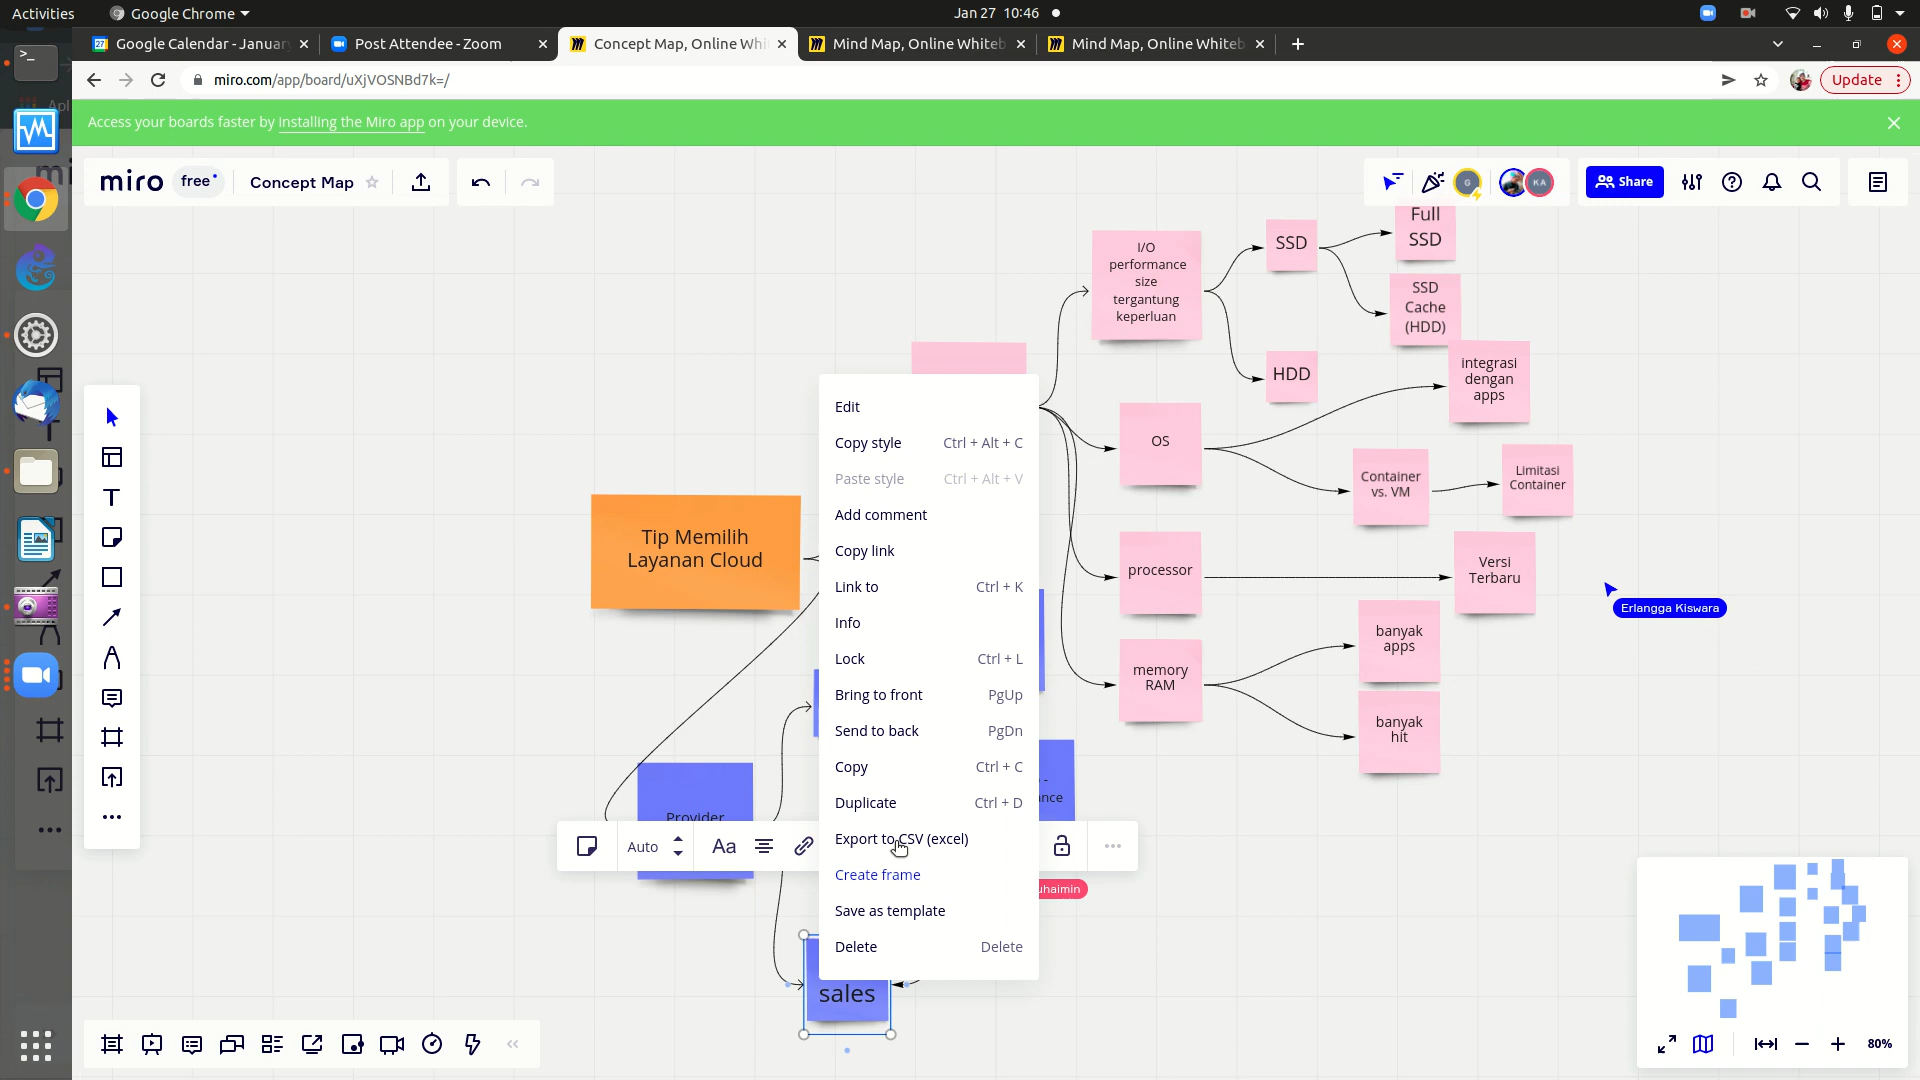 Activities
Google Chrome
Jan 27 10:46
Google Calendar - Januar
Post Attendee - Zoom
Concept Map, Online Whi
Mind Map, Online Whiteb
Mind Map, Online Whiteb
miro.com/app/board/uXjVOSNBd7k=/
Update
Access your boards faster by installing the Miro app on your device.
miro
free
Concept Map
G
KA
Share
Full
SSD
SSD
I/O
performance
size
tergantung
keperluan
SSD
Cache
(HDD)
HDD
integrasi
dengan
apps
OS
Container
vs. VM
Limitasi
Container
Tip Memilih
Layanan Cloud
processor
Versi
Terbaru
Erlangga Kiswara
memory
RAM
banyak
apps
banyak
hit
Edit
Copy style Ctrl + Alt + C
Paste style Ctrl + Alt + V
Add comment
Copy link
Link to Ctrl + K
Info
Lock Ctrl + L
Bring to front PgUp
Send to back PgDn
Copy Ctrl + C
Duplicate Ctrl + D
Export to CSV (excel)
Create frame
Save as template
Delete Delete
Provider
Auto
Aa
uhaimin
sales
80%